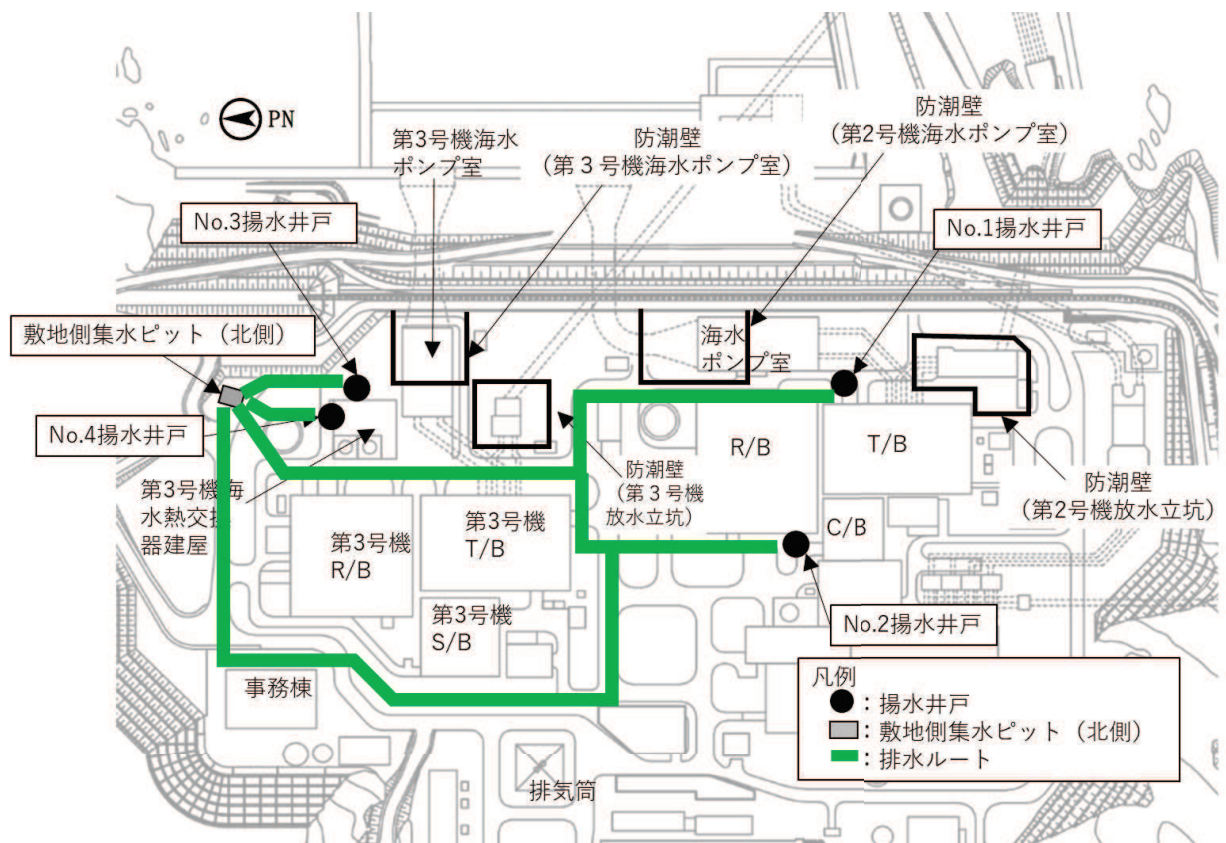 PN
第3号機海水
ポンプ室
防潮壁
（第３号機海水ポンプ室）
防潮壁
（第2号機海水ポンプ室）
No.3揚水井戸
No.1揚水井戸
敷地側集水ピット（北側）
海水
ポンプ室
No.4揚水井戸
R/B
T/B
防潮壁
（第３号機
放水立坑）
防潮壁
（第2号機放水立坑）
第3号機海
水熱交換
器建屋
第3号機
R/B
第3号機
T/B
C/B
第3号機
S/B
No.2揚水井戸
事務棟
排気筒
凡例
：揚水井戸
：敷地側集水ピット（北側）
：排水ルート